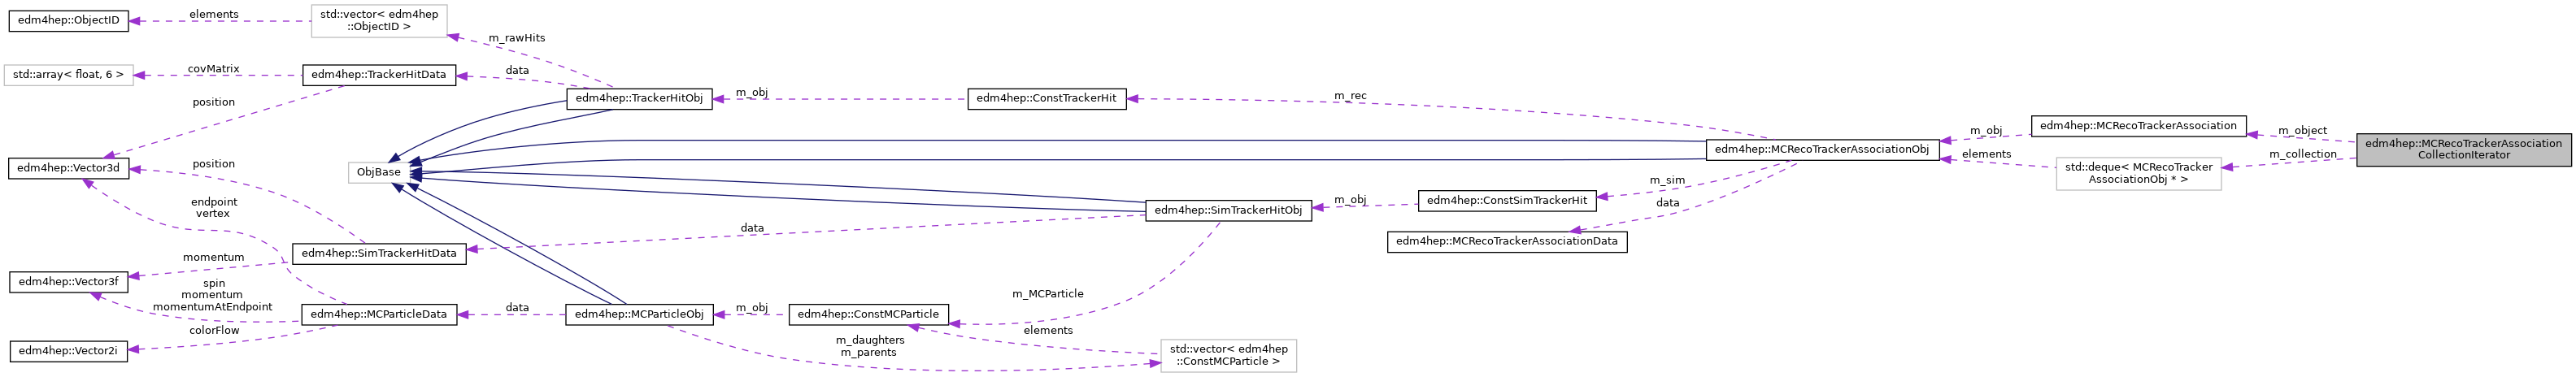 edm4hep::ObjectID
elements
std::vector< edm4hep
::ObjectID >
m_rawHits
std::array< float, 6 >
covMatrix
edm4hep::TrackerHitData
data
position
edm4hep::TrackerHitObj
m_obj
edm4hep::ConstTrackerHit
m_rec
edm4hep::MCRecoTrackerAssociationObj
m_obj
elements
edm4hep::MCRecoTrackerAssociation
m_object
edm4hep::MCRecoTrackerAssociation
CollectionIterator
m_collection
std::deque< MCRecoTracker
AssociationObj * >
edm4hep::Vector3d
position
ObjBase
endpoint
vertex
m_sim
data
edm4hep::ConstSimTrackerHit
m_obj
edm4hep::SimTrackerHitObj
edm4hep::MCRecoTrackerAssociationData
data
edm4hep::SimTrackerHitData
momentum
edm4hep::Vector3f
spin
momentum
momentumAtEndpoint
m_MCParticle
edm4hep::MCParticleData
data
edm4hep::MCParticleObj
m_obj
edm4hep::ConstMCParticle
colorFlow
elements
edm4hep::Vector2i
m_daughters
m_parents
std::vector< edm4hep
::ConstMCParticle >